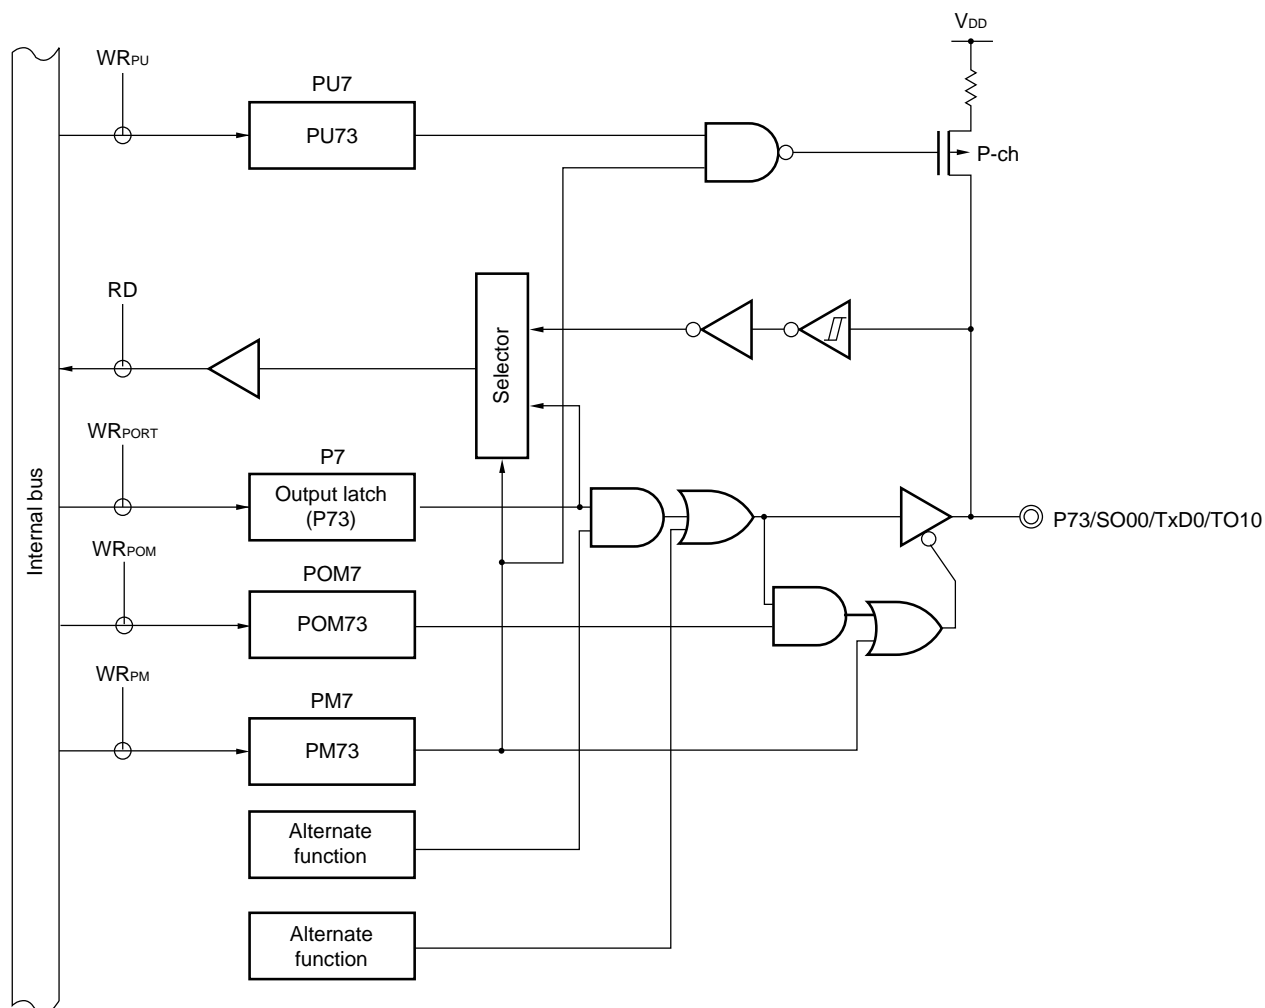 VDD
WRPU
PU7
PU73
P-ch
RD
Selector
WRPORT
P7
Output latch
(P73)
Internal bus
P73/SO00/TxD0/TO10
WRPOM
POM7
POM73
WRPM
PM7
PM73
Alternate
function
Alternate
function